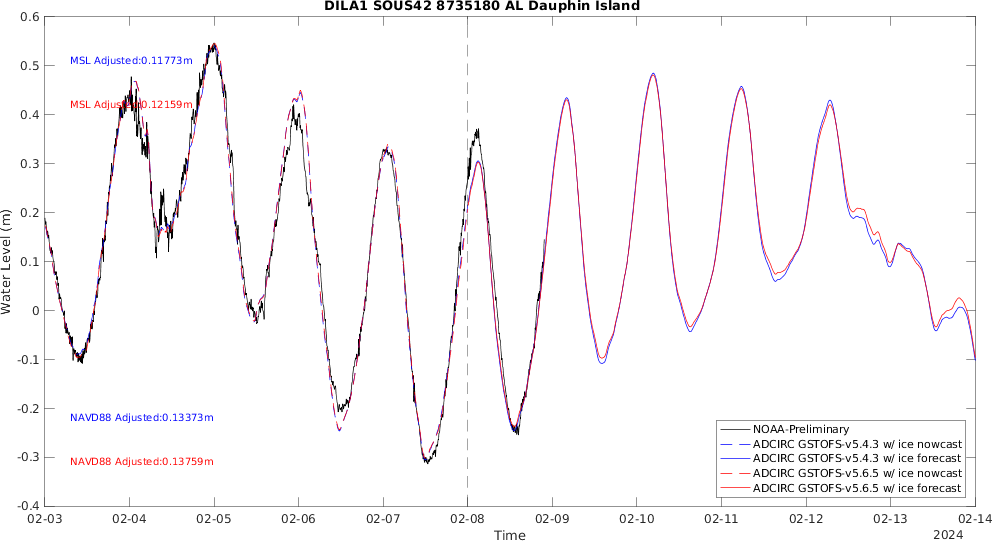 DILA1 SOUS42 8735180 AL Dauphin Island
0.6
0.5
0.4
0.3
0.2
0.1
0
-0.1
-0.2
-0.3
-0.4
Water Level (m)
MSL Adjusted:0.11773m
MSL Adjusted:0.12159m
NAVD88 Adjusted:0.13373m
NAVD88 Adjusted:0.13759m
NOAA-Preliminary
ADCIRC GSTOFS-v5.4.3 w/ ice nowcast
ADCIRC GSTOFS-v5.4.3 w/ ice forecast
ADCIRC GSTOFS-v5.6.5 w/ ice nowcast
ADCIRC GSTOFS-v5.6.5 w/ ice forecast
02-03 02-04 02-05 02-06 02-07 02-08 02-09 02-10 02-11 02-12 02-13 02-14
Time
2024